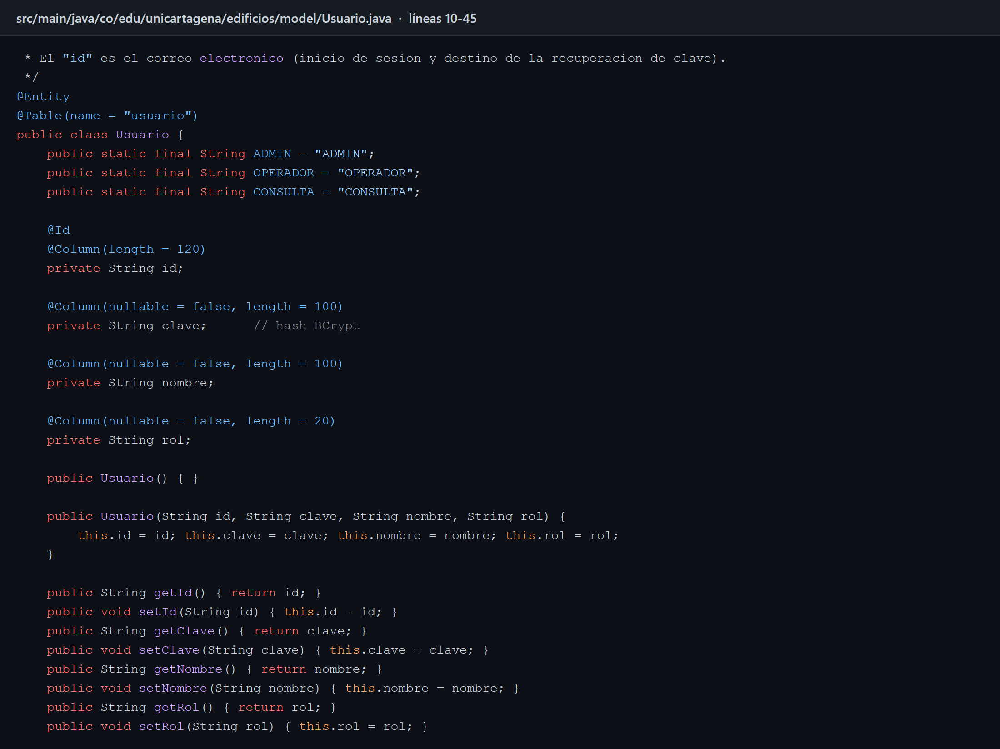 src/main/java/co/edu/unicartagena/edificios/model/Usuario.java · líneas 10-45
 * El "id" es el correo electronico (inicio de sesion y destino de la recuperacion de clave).
 */
@Entity
@Table(name = "usuario")
public class Usuario {
    public static final String ADMIN = "ADMIN";
    public static final String OPERADOR = "OPERADOR";
    public static final String CONSULTA = "CONSULTA";

    @Id
    @Column(length = 120)
    private String id;

    @Column(nullable = false, length = 100)
    private String clave;      // hash BCrypt

    @Column(nullable = false, length = 100)
    private String nombre;

    @Column(nullable = false, length = 20)
    private String rol;

    public Usuario() { }

    public Usuario(String id, String clave, String nombre, String rol) {
        this.id = id; this.clave = clave; this.nombre = nombre; this.rol = rol;
    }

    public String getId() { return id; }
    public void setId(String id) { this.id = id; }
    public String getClave() { return clave; }
    public void setClave(String clave) { this.clave = clave; }
    public String getNombre() { return nombre; }
    public void setNombre(String nombre) { this.nombre = nombre; }
    public String getRol() { return rol; }
    public void setRol(String rol) { this.rol = rol; }